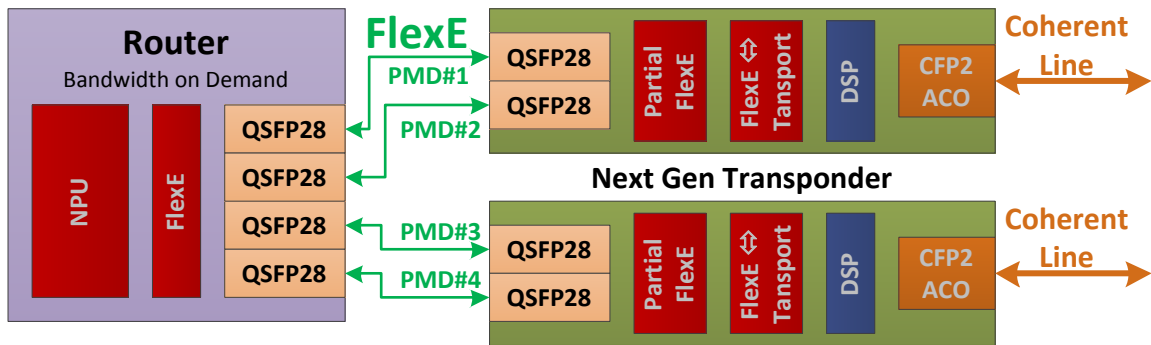 Router
Bandwidth on Demand
NPU
FlexE
QSFP28
QSFP28
QSFP28
QSFP28
FlexE
PMD#1
PMD#2
PMD#3
PMD#4
QSFP28
QSFP28
Partial
FlexE
FlexE ⇔
Tansport
DSP
CFP2
ACO
Coherent
Line
Next Gen Transponder
QSFP28
QSFP28
Partial
FlexE
FlexE ⇔
Tansport
DSP
CFP2
ACO
Coherent
Line